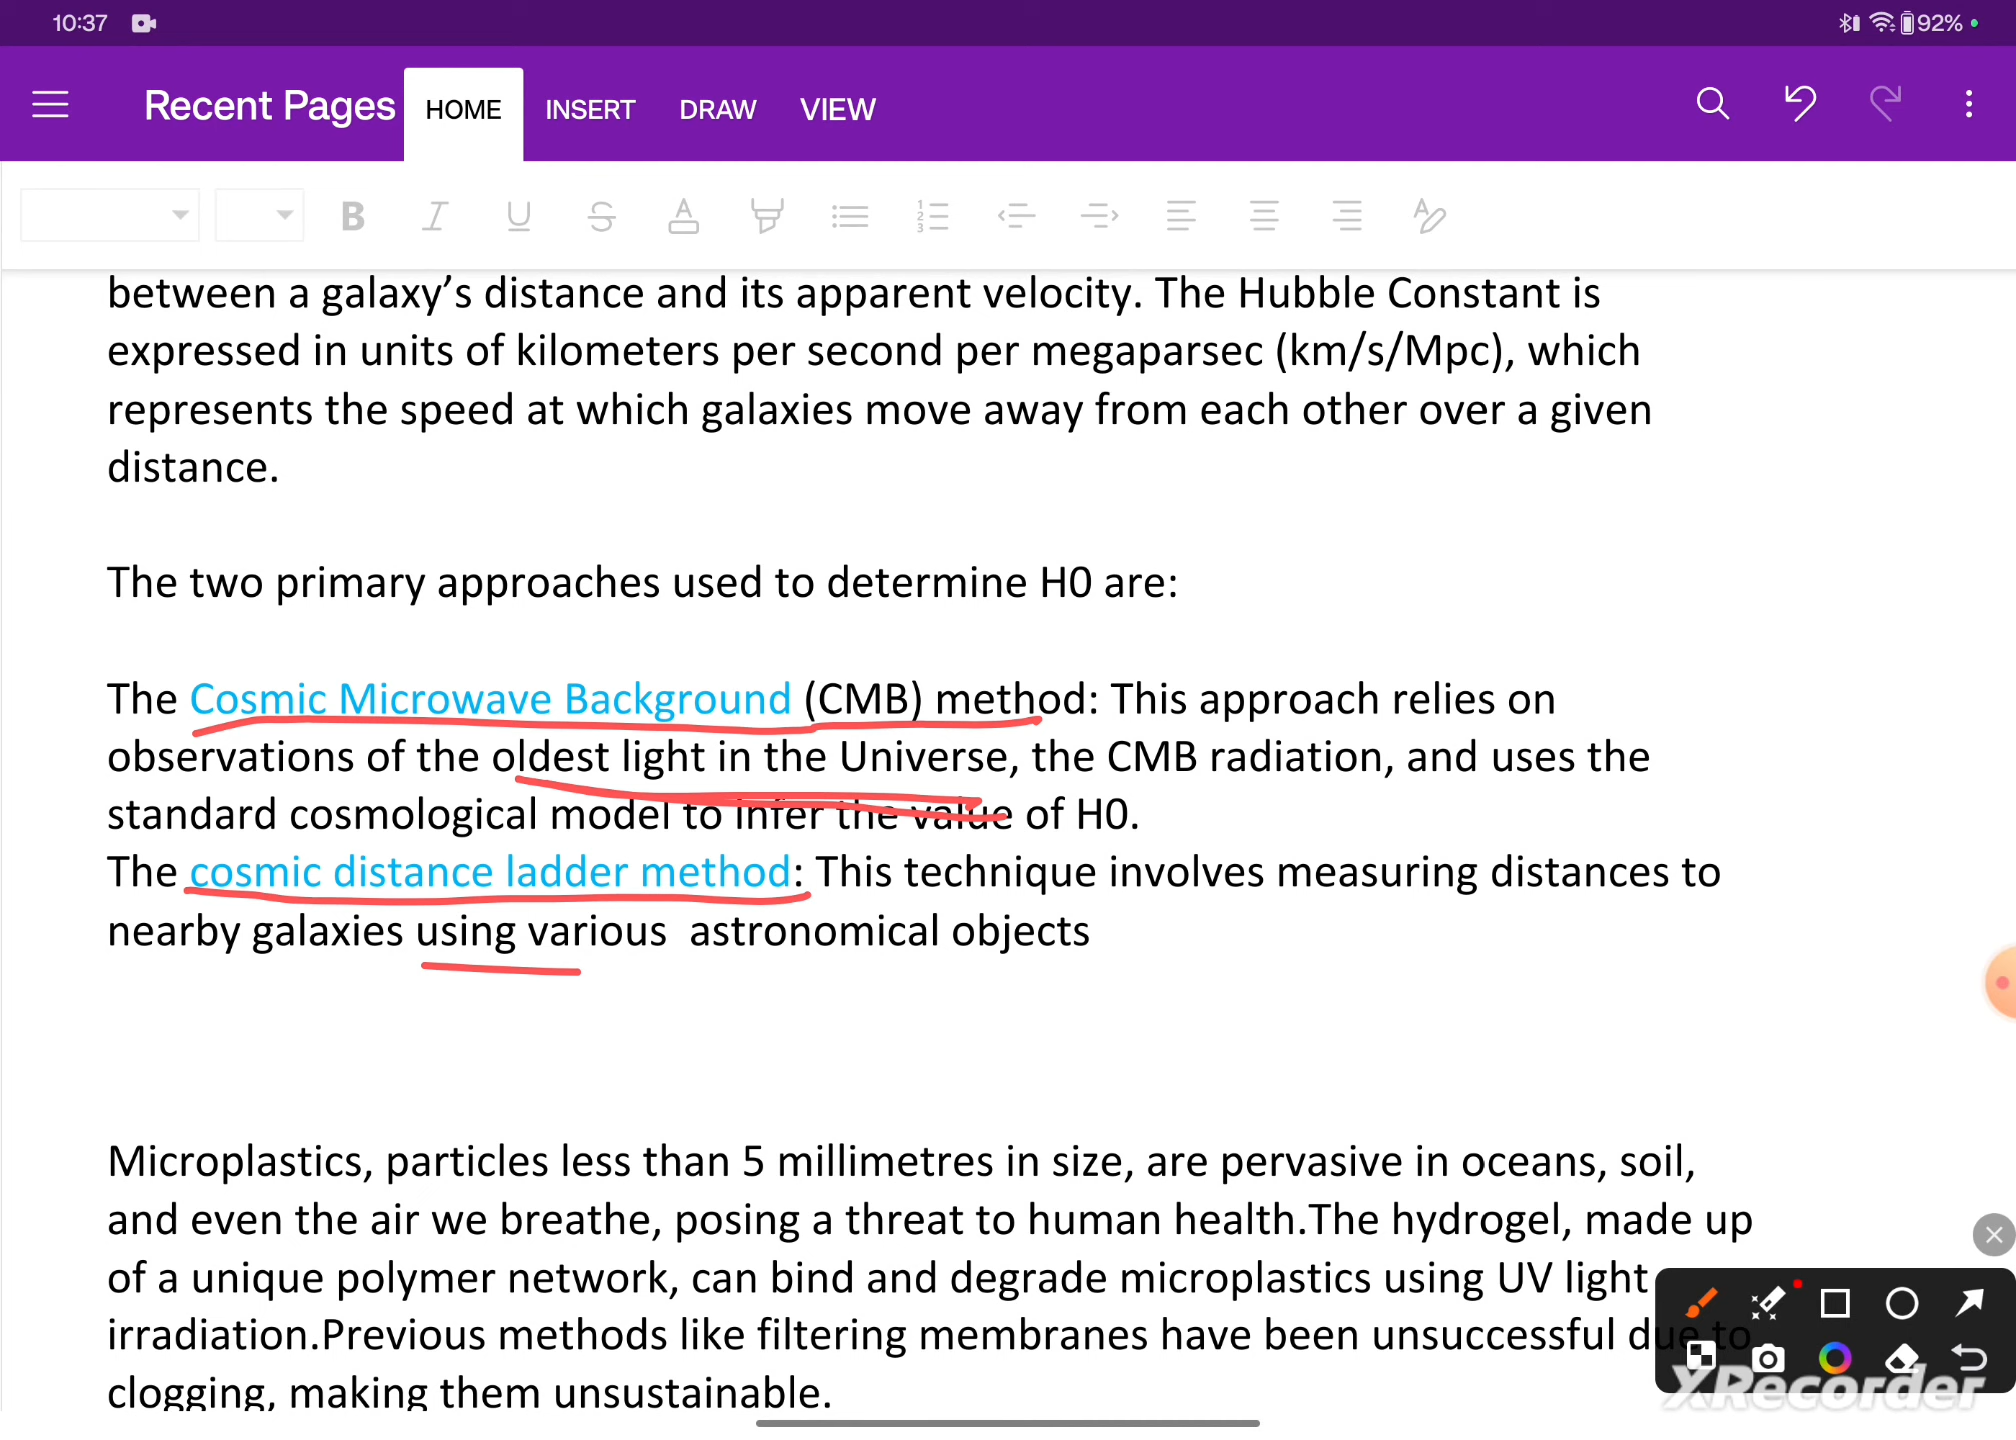 10:37
92%
Recent Pages HOME INSERT DRAW VIEW
between a galaxy’s distance and its apparent velocity. The Hubble Constant is
expressed in units of kilometers per second per megaparsec (km/s/Mpc), which
represents the speed at which galaxies move away from each other over a given
distance.
The two primary approaches used to determine H0 are:
The Cosmic Microwave Background (CMB) method: This approach relies on
observations of the oldest light in the Universe, the CMB radiation, and uses the
standard cosmological model to infer the value of H0.
The cosmic distance ladder method: This technique involves measuring distances to
nearby galaxies using various  astronomical objects
Microplastics, particles less than 5 millimetres in size, are pervasive in oceans, soil,
and even the air we breathe, posing a threat to human health.The hydrogel, made up
of a unique polymer network, can bind and degrade microplastics using UV light
irradiation.Previous methods like filtering membranes have been unsuccessful due to
clogging, making them unsustainable.
XRecorder